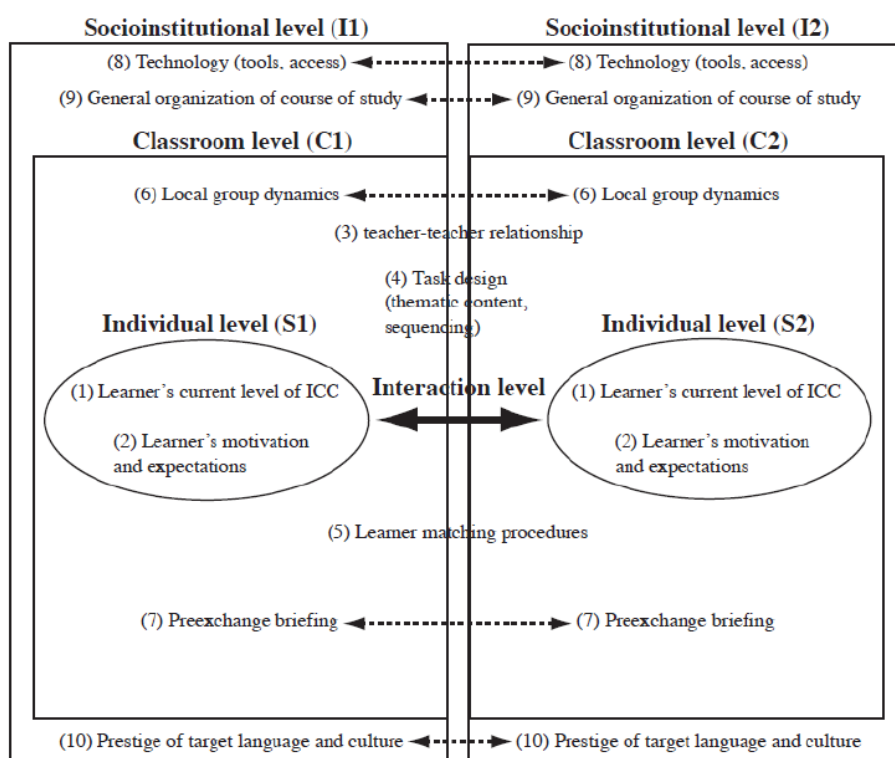 Socioinstitutional level (I1)
Socioinstitutional level (I2)
(8) Technology (tools, access)
(8) Technology (tools, access)
(9) General organization of course of study
(9) General organization of course of study
Classroom level (C1)
Classroom level (C2)
(6) Local group dynamics
(6) Local group dynamics
(3) teacher-teacher relationship
(4) Task design
(thematic content,
sequencing)
Individual level (S1)
Individual level (S2)
Interaction level
(1) Learner's current level of ICC
(1) Learner's current level of ICC
(2) Learner's motivation
and expectations
(2) Learner's motivation
and expectations
(5) Learner matching procedures
(7) Preexchange briefing
(7) Preexchange briefing
(10) Prestige of target language and culture
(10) Prestige of target language and culture